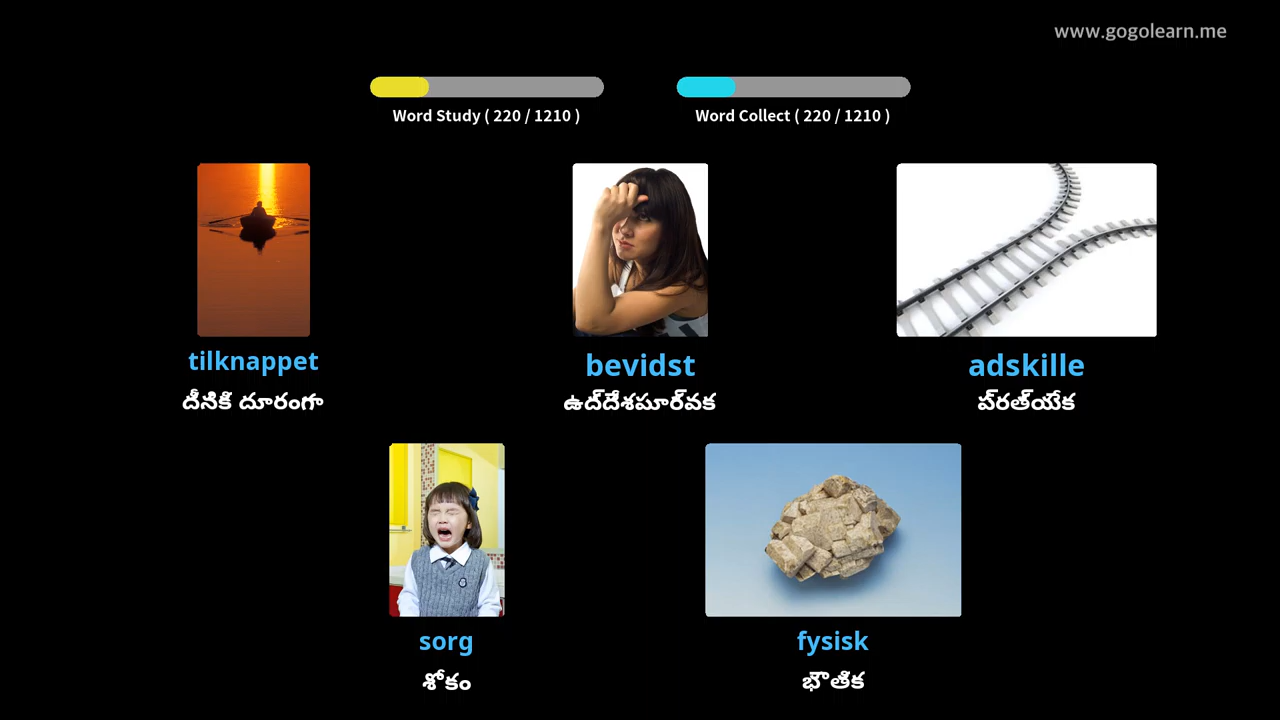 www.gogolearn.me
Word Study ( 220 / 1210 )
Word Collect ( 220 / 1210 )
tilknappet
దీనికి దూరంగా
bevidst
ఉద్దేశపూర్వక
adskille
ప్రత్యేక
sorg
శోకం
fysisk
భౌతిక